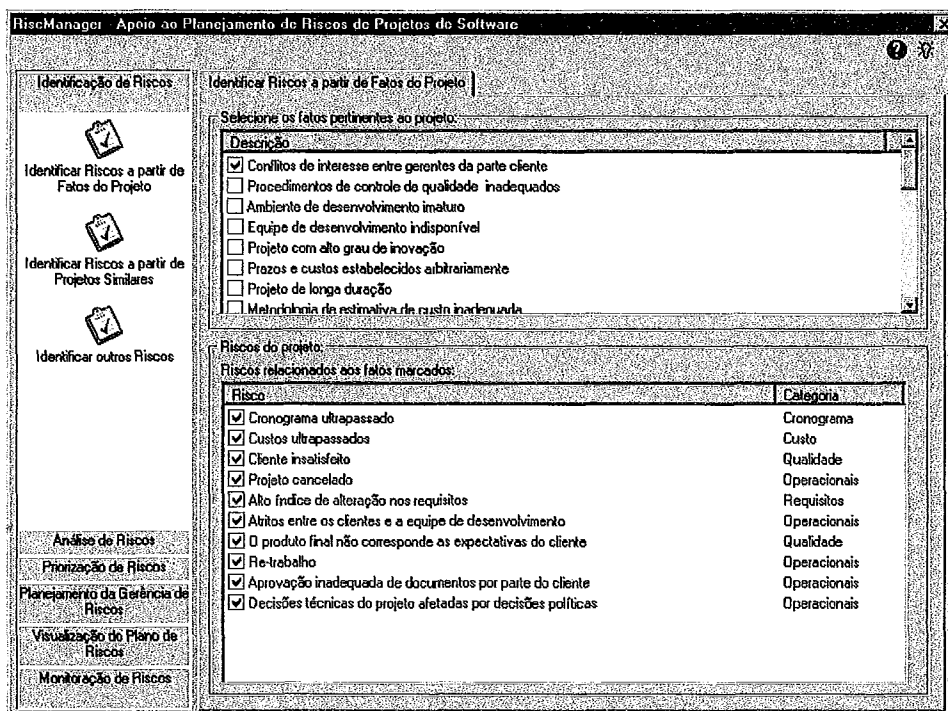 RiscManager - Apoio ao Planejamento de Riscos de Projetos de Software
Identificação de Riscos
Identificar Riscos a partir de
Fatos do Projeto
Identificar Riscos a partir de
Projetos Similares
Identificar outros Riscos
Análise de Riscos
Priorização de Riscos
Planejamento da Gerência de
Riscos
Visualização do Plano de
Riscos
Monitoração de Riscos
Identificar Riscos a partir de Fatos do Projeto
Selecione os fatos pertinentes ao projeto:
Descrição
Conflitos de interesse entre gerentes da parte cliente
Procedimentos de controle de qualidade inadequados
Ambiente de desenvolvimento imaturo
Equipe de desenvolvimento indisponível
Projeto com alto grau de inovação
Prazos e custos estabelecidos arbitrariamente
Projeto de longa duração
Metodologia de estimativa de custo inadequada
Riscos do projeto:
Riscos relacionados aos fatos marcados:
Risco Categoria
Cronograma ultrapassado Cronograma
Custos ultrapassados Custo
Cliente insatisfeito Qualidade
Projeto cancelado Operacionais
Alto índice de alteração nos requisitos Requisitos
Atritos entre os clientes e a equipe de desenvolvimento Operacionais
O produto final não corresponde as expectativas do cliente Qualidade
Re-trabalho Operacionais
Aprovação inadequada de documentos por parte do cliente Operacionais
Decisões técnicas do projeto afetadas por decisões políticas Operacionais